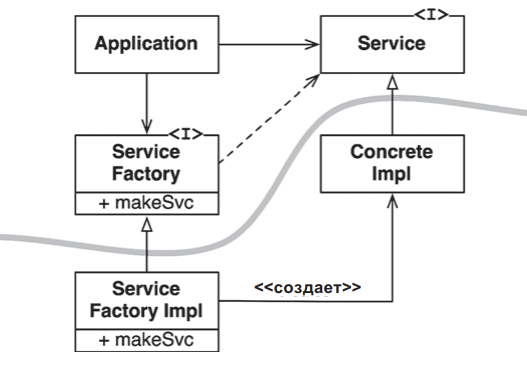 <I>
Application
Service
<I>
Service
Factory
+ makeSvc
Concrete
Impl
Service
Factory Impl
+ makeSvc
<<создает>>